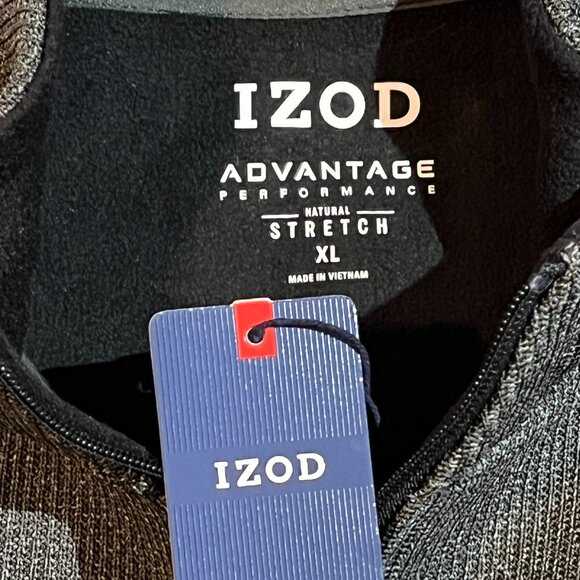 IZOD
ADVANTAGE
PERFORMANCE
NATURAL
STRETCH
XL
MADE IN VIETNAM
IZOD